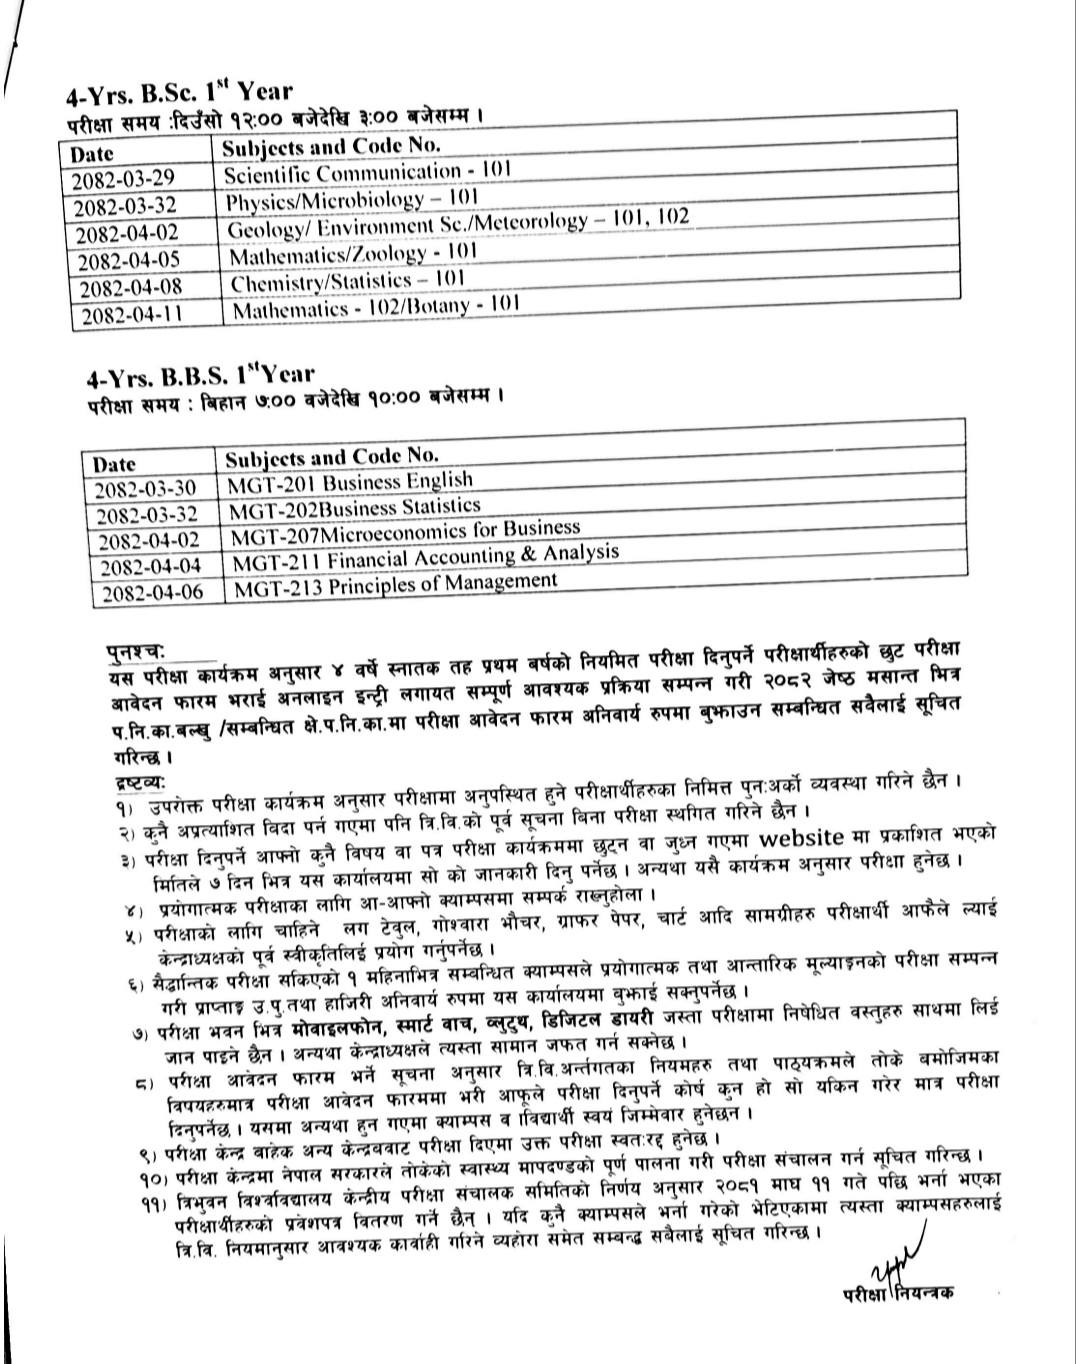 4-Yrs. B.Sc. 1st Year
परीक्षा समय :दिउँसो १२:०० बजेदेखि ३:०० बजेसम्म ।
Date Subjects and Code No.
2082-03-29 Scientific Communication - 101
2082-03-32 Physics/Microbiology – 101
2082-04-02 Geology/ Environment Sc./Meteorology – 101, 102
2082-04-05 Mathematics/Zoology - 101
2082-04-08 Chemistry/Statistics – 101
2082-04-11 Mathematics - 102/Botany - 101
4-Yrs. B.B.S. 1st Year
परीक्षा समय : बिहान ७:०० बजेदेखि १०:०० बजेसम्म ।
Date Subjects and Code No.
2082-03-30 MGT-201 Business English
2082-03-32 MGT-202Business Statistics
2082-04-02 MGT-207Microeconomics for Business
2082-04-04 MGT-211 Financial Accounting & Analysis
2082-04-06 MGT-213 Principles of Management
पुनश्च:
यस परीक्षा कार्यक्रम अनुसार ४ वर्षे स्नातक तह प्रथम बर्षको नियमित परीक्षा दिनुपर्ने परीक्षार्थीहरुको छुट परीक्षा
आवेदन फारम भराई अनलाइन इन्ट्री लगायत सम्पूर्ण आवश्यक प्रक्रिया सम्पन्न गरी २०८२ जेष्ठ मसान्त भित्र
प.नि.का.बल्खु /सम्बन्धित क्षे.प.नि.का.मा परीक्षा आवेदन फारम अनिवार्य रुपमा बुझाउन सम्बन्धित सवैलाई सूचित
गरिन्छ ।
द्रष्टव्य:
१) उपरोक्त परीक्षा कार्यक्रम अनुसार परीक्षामा अनुपस्थित हुने परीक्षार्थीहरुका निमित्त पुन:अर्को व्यवस्था गरिने छैन ।
२) कुनै अप्रत्याशित विदा पर्न गएमा पनि त्रि.वि.को पूर्व सूचना बिना परीक्षा स्थगित गरिने छैन ।
३) परीक्षा दिनुपर्ने आफ्नो कुनै विषय वा पत्र परीक्षा कार्यक्रममा छुट्न वा जुध्न गएमा website मा प्रकाशित भएको
मितिले ७ दिन भित्र यस कार्यालयमा सो को जानकारी दिनु पर्नेछ । अन्यथा यसै कार्यक्रम अनुसार परीक्षा हुनेछ ।
४) प्रयोगात्मक परीक्षाका लागि आ-आफ्नो क्याम्पसमा सम्पर्क राख्नुहोला ।
५) परीक्षाको लागि चाहिने लग टेवुल, गोश्वारा भौचर, ग्राफर पेपर, चार्ट आदि सामग्रीहरु परीक्षार्थी आफैले ल्याई
केन्द्राध्यक्षको पूर्व स्वीकृतिलिई प्रयोग गर्नुपर्नेछ ।
६) सैद्धान्तिक परीक्षा सकिएको १ महिनाभित्र सम्बन्धित क्याम्पसले प्रयोगात्मक तथा आन्तारिक मूल्याङ्नको परीक्षा सम्पन्न
गरी प्राप्ताङ्क उ.पु.तथा हाजिरी अनिवार्य रुपमा यस कार्यालयमा बुझाई सक्नुपर्नेछ ।
७) परीक्षा भवन भित्र मोवाइलफोन, स्मार्ट वाच, ब्लुटुथ, डिजिटल डायरी जस्ता परीक्षामा निषेधित वस्तुहरु साथमा लिई
जान पाइने छैन । अन्यथा केन्द्राध्यक्षले त्यस्ता सामान जफत गर्न सक्नेछ ।
८) परीक्षा आवेदन फारम भर्ने सूचना अनुसार त्रि.वि.अर्न्तगतका नियमहरु तथा पाठ्यक्रमले तोके बमोजिमका
विषयहरुमात्र परीक्षा आवेदन फारममा भरी आफूले परीक्षा दिनुपर्ने कोर्ष कुन हो सो यकिन गरेर मात्र परीक्षा
दिनुपर्नेछ । यसमा अन्यथा हुन गएमा क्याम्पस व विद्यार्थी स्वयं जिम्मेवार हुनेछन ।
९) परीक्षा केन्द्र बाहेक अन्य केन्द्रबवाट परीक्षा दिएमा उक्त परीक्षा स्वत:रद्द हुनेछ ।
१०) परीक्षा केन्द्रमा नेपाल सरकारले तोकेको स्वास्थ्य मापदण्डको पूर्ण पालना गरी परीक्षा संचालन गर्न सूचित गरिन्छ ।
११) त्रिभुवन विश्वविद्यालय केन्द्रीय परीक्षा संचालक समितिको निर्णय अनुसार २०८१ माघ ११ गते पछि भर्ना भएका
परीक्षार्थीहरुको प्रवेशपत्र वितरण गर्ने छैन । यदि कुनै क्याम्पसले भर्ना गरेको भेटिएकामा त्यस्ता क्याम्पसहरुलाई
त्रि.वि. नियमानुसार आवश्यक कार्वाही गरिने व्यहोरा समेत सम्बन्द्ध सबैलाई सूचित गरिन्छ ।
परीक्षा नियन्त्रक